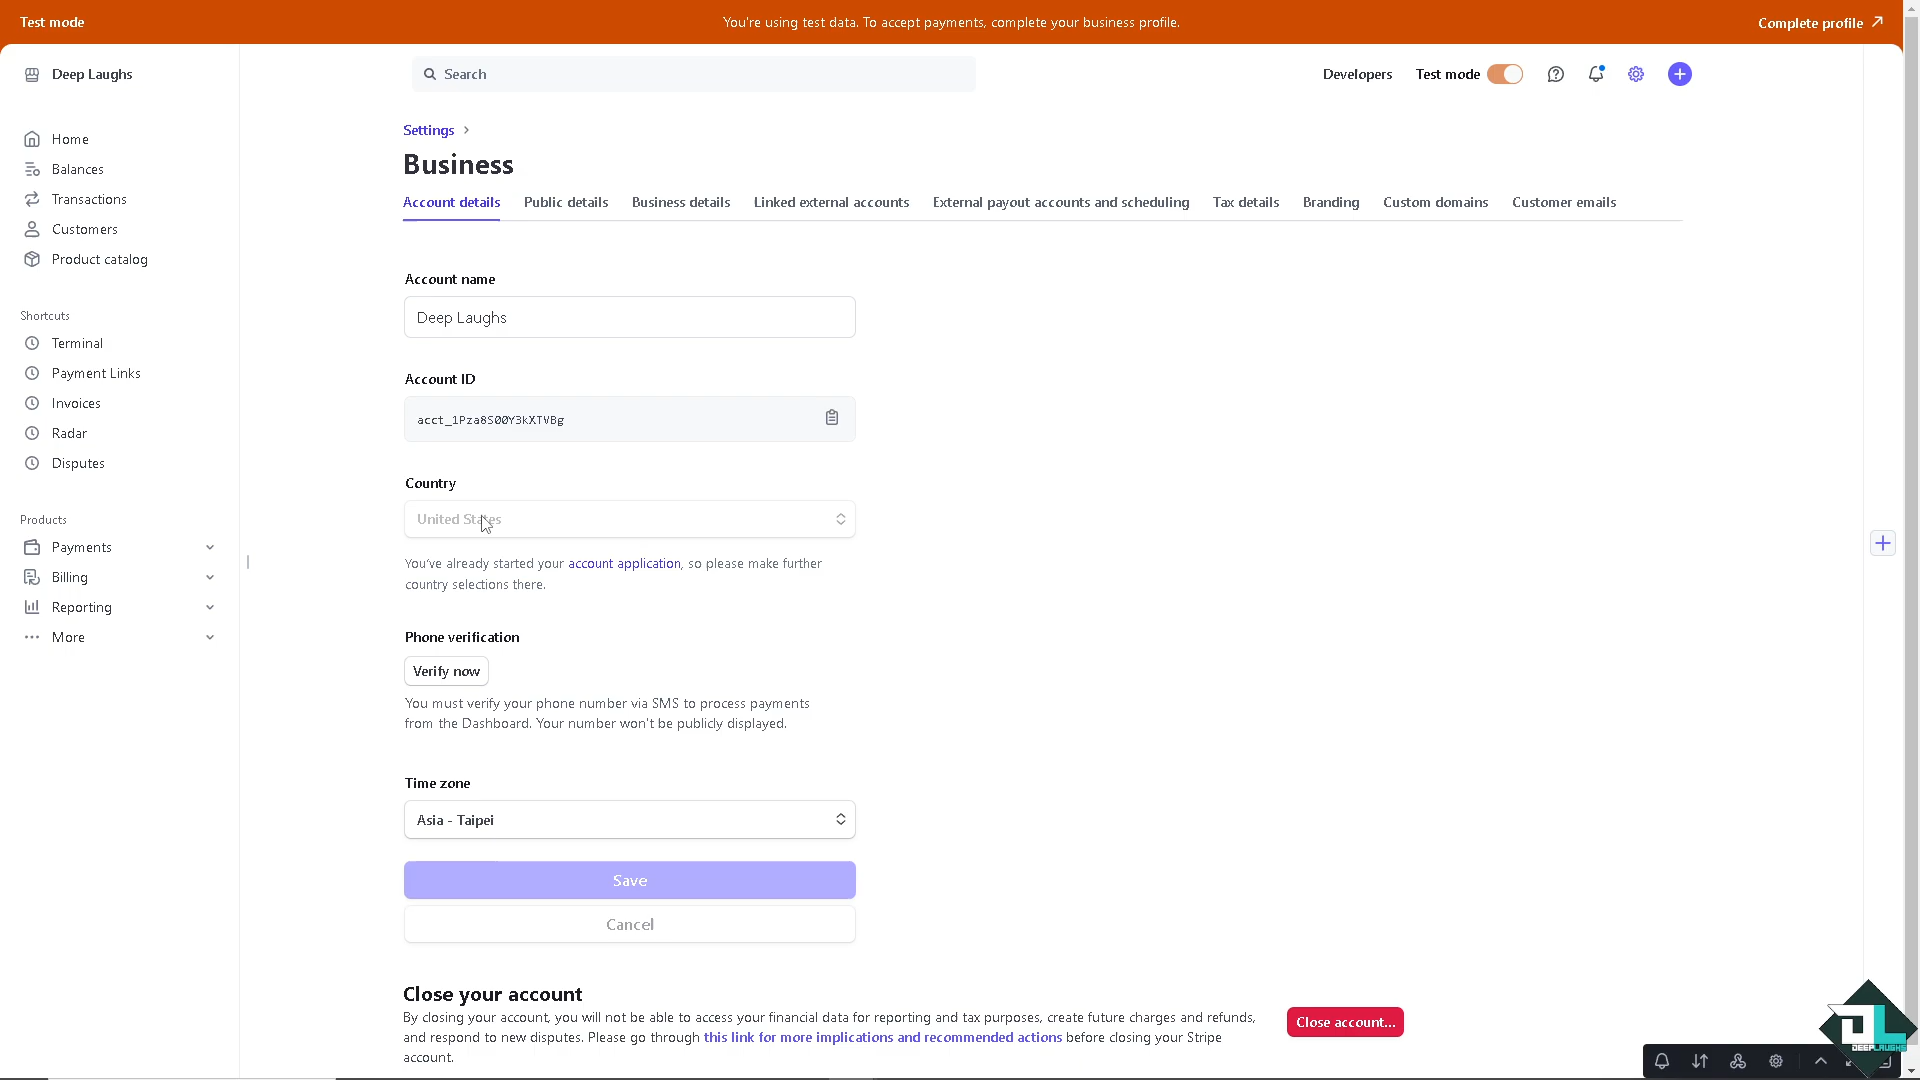 Test mode
You're using test data. To accept payments, complete your business profile.
Complete profile
Deep Laughs
Search
Developers
Test mode
Home
Balances
Transactions
Customers
Product catalog
Shortcuts
Terminal
Payment Links
Invoices
Radar
Disputes
Products
Payments
Billing
Reporting
More
Settings
Business
Account details
Public details
Business details
Linked external accounts
External payout accounts and scheduling
Tax details
Branding
Custom domains
Customer emails
Account name
Deep Laughs
Account ID
acct_1Pza8S00Y3kXTVBg
Country
United States
You've already started your account application, so please make further
country selections there.
Phone verification
Verify now
You must verify your phone number via SMS to process payments
from the Dashboard. Your number won't be publicly displayed.
Time zone
Asia - Taipei
Save
Cancel
Close your account
By closing your account, you will not be able to access your financial data for reporting and tax purposes, create future charges and refunds,
and respond to new disputes. Please go through this link for more implications and recommended actions before closing your Stripe
account.
Close account...
DL
DEEPLAUGHS